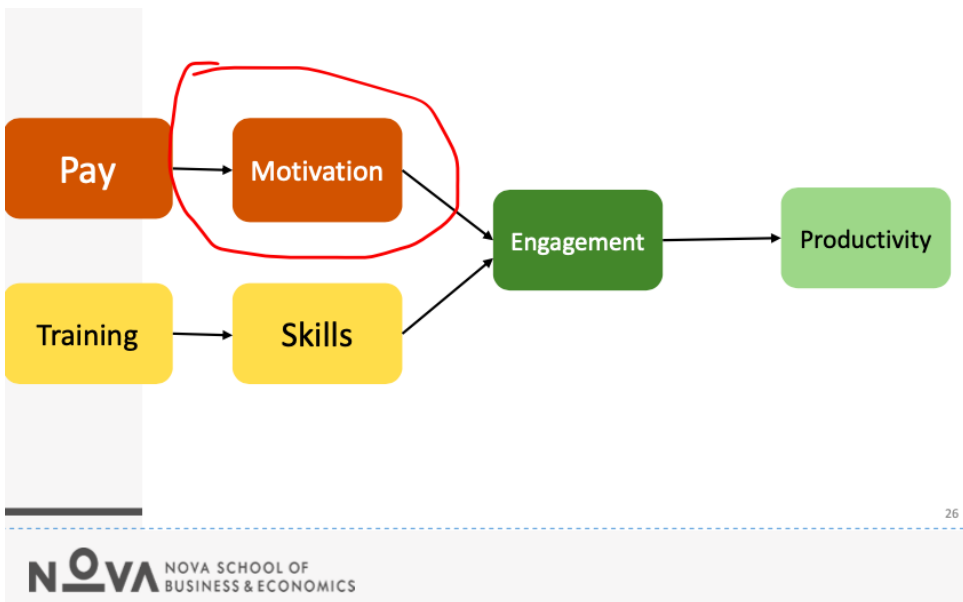 Pay
Motivation
Engagement
Productivity
Training
Skills
26
NOVA
NOVA SCHOOL OF
BUSINESS & ECONOMICS